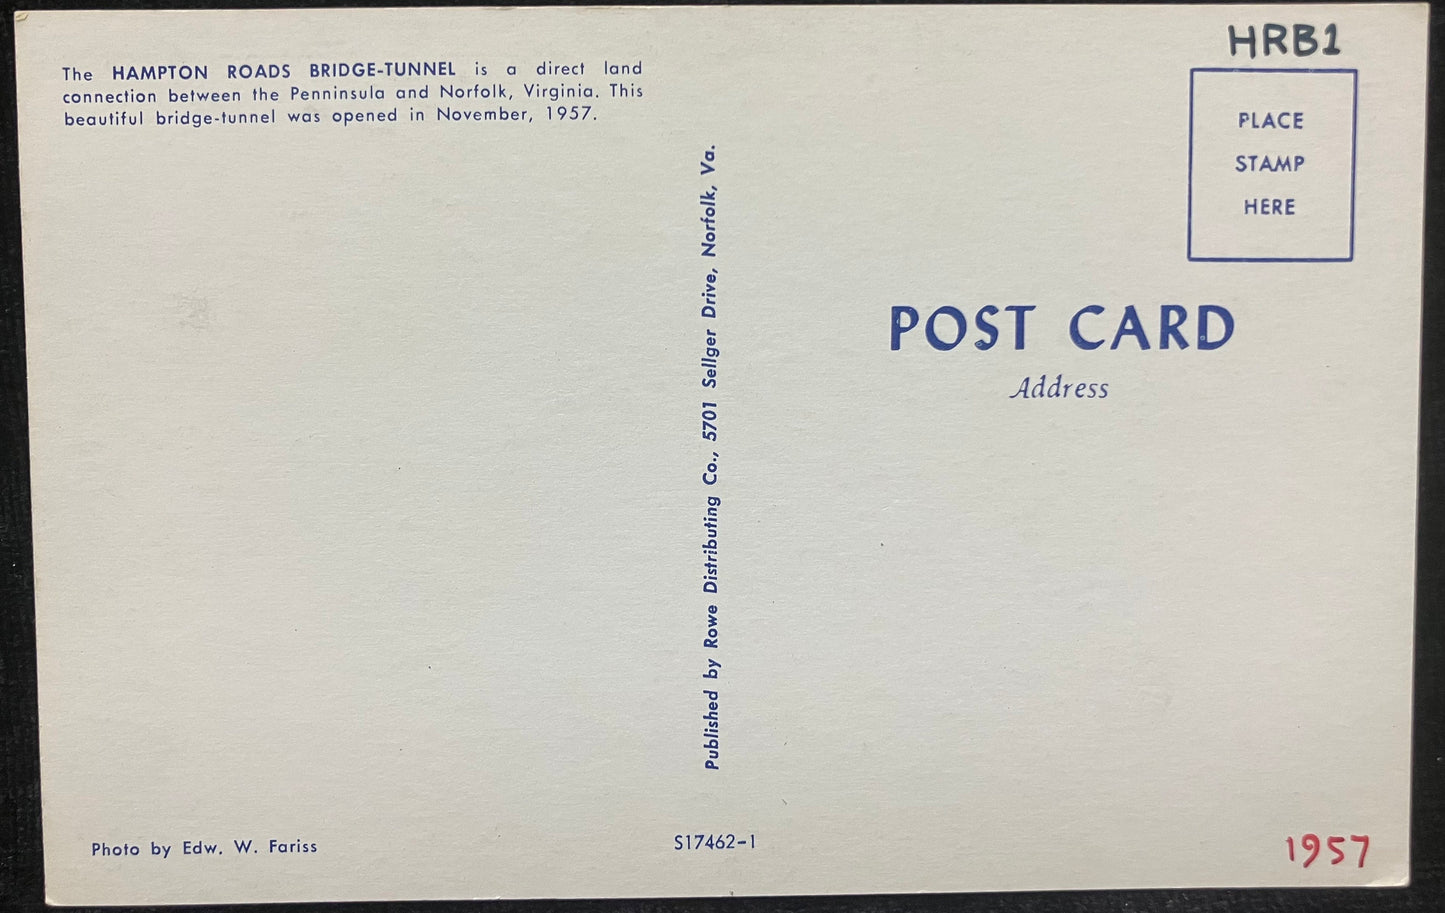 The HAMPTON ROADS BRIDGE-TUNNEL is a direct land
connection between the Penninsula and Norfolk, Virginia. This
beautiful bridge-tunnel was opened in November, 1957.
Photo by Edw. W. Fariss
Published by Rowe Distributing Co., 5701 Sellger Drive, Norfolk, Va.
S17462-1
HRB1
PLACE
STAMP
HERE
POST CARD
Address
1957